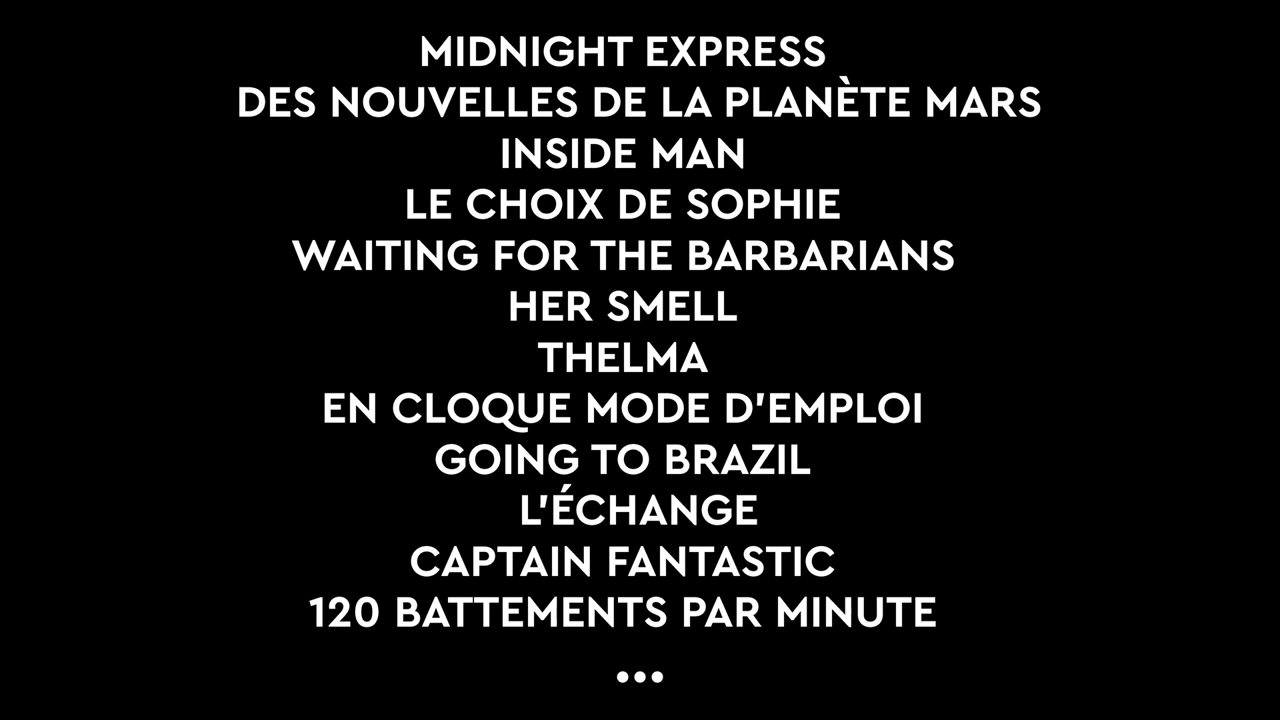 MIDNIGHT EXPRESS
DES NOUVELLES DE LA PLANÈTE MARS
INSIDE MAN
LE CHOIX DE SOPHIE
WAITING FOR THE BARBARIANS
HER SMELL
THELMA
EN CLOQUE MODE D'EMPLOI
GOING TO BRAZIL
L'ÉCHANGE
CAPTAIN FANTASTIC
120 BATTEMENTS PAR MINUTE
...